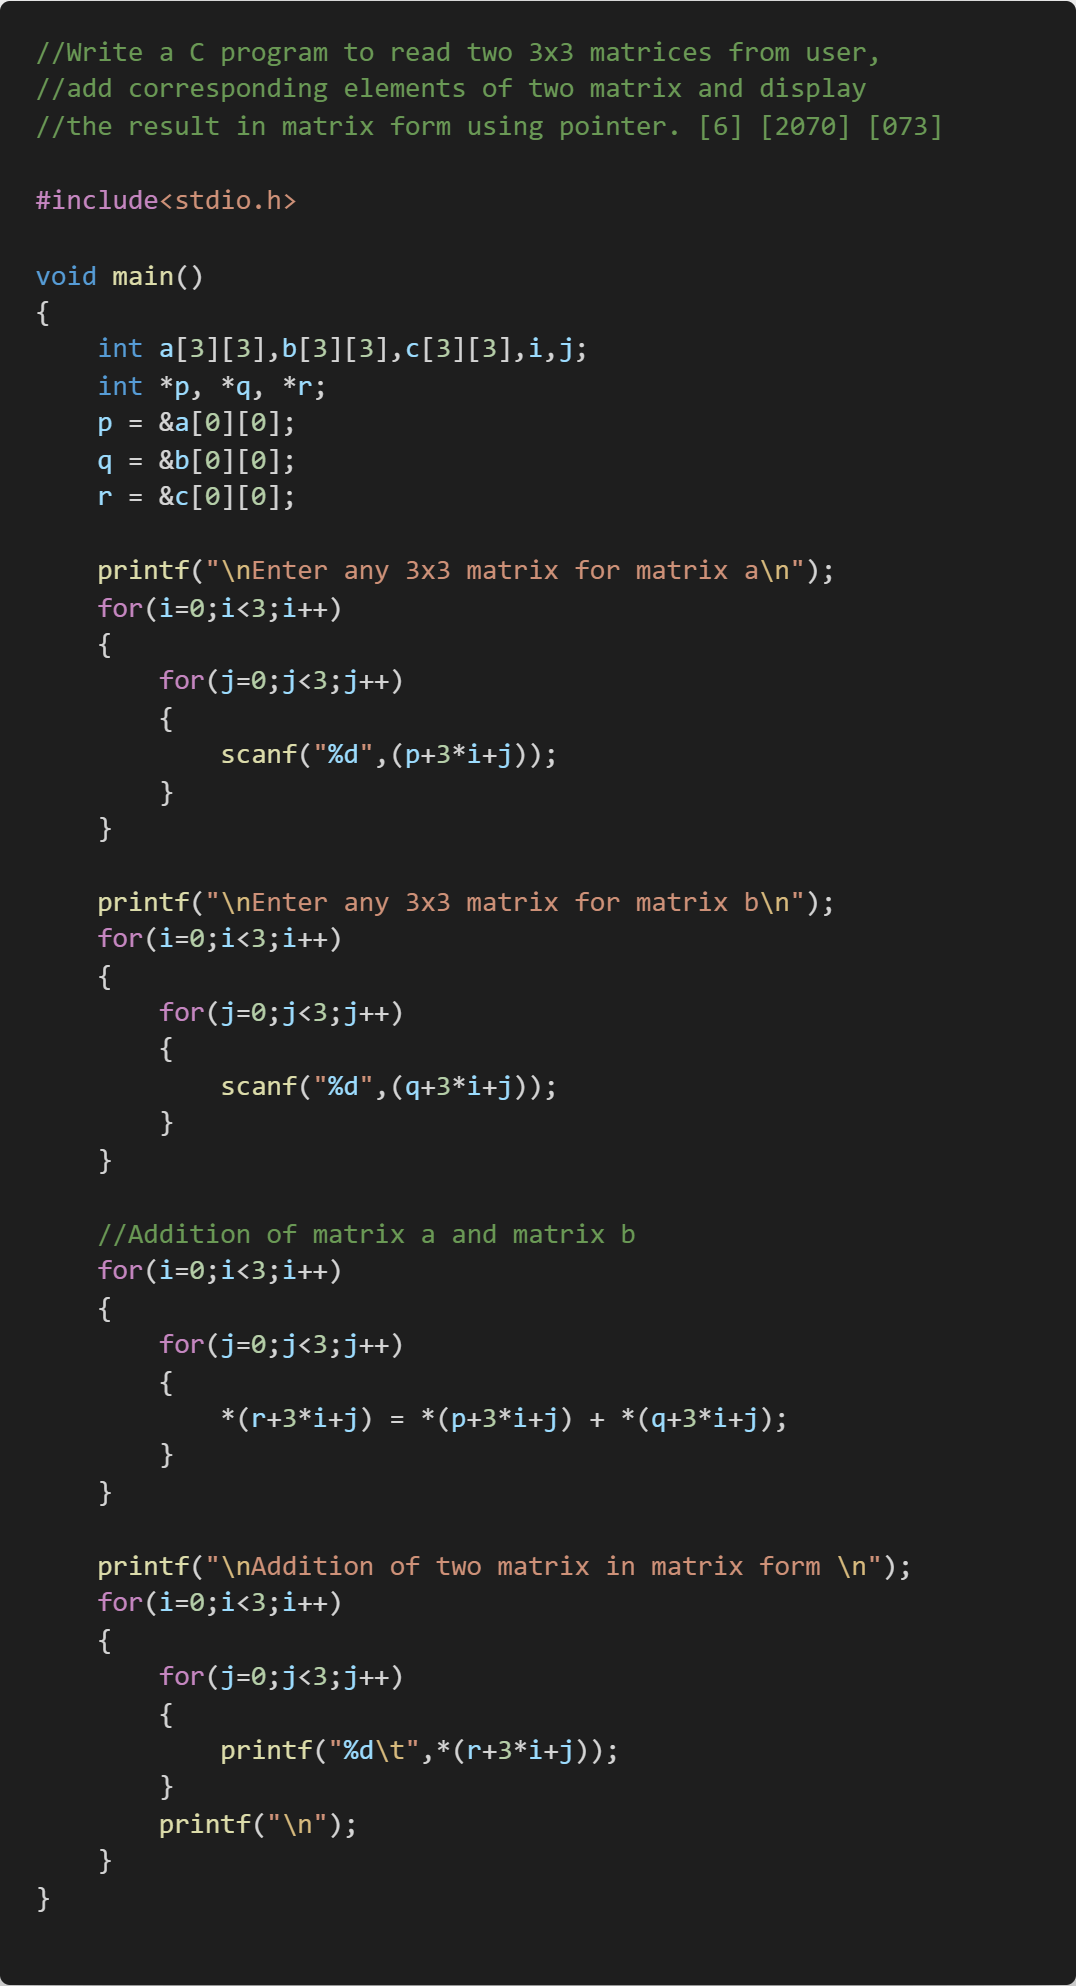 //Write a C program to read two 3x3 matrices from user,
//add corresponding elements of two matrix and display
//the result in matrix form using pointer. [6] [2070] [073]

#include<stdio.h>

void main()
{
    int a[3][3],b[3][3],c[3][3],i,j;
    int *p, *q, *r;
    p = &a[0][0];
    q = &b[0][0];
    r = &c[0][0];

    printf("\nEnter any 3x3 matrix for matrix a\n");
    for(i=0;i<3;i++)
    {
        for(j=0;j<3;j++)
        {
            scanf("%d",(p+3*i+j));
        }
    }

    printf("\nEnter any 3x3 matrix for matrix b\n");
    for(i=0;i<3;i++)
    {
        for(j=0;j<3;j++)
        {
            scanf("%d",(q+3*i+j));
        }
    }

    //Addition of matrix a and matrix b
    for(i=0;i<3;i++)
    {
        for(j=0;j<3;j++)
        {
            *(r+3*i+j) = *(p+3*i+j) + *(q+3*i+j);
        }
    }

    printf("\nAddition of two matrix in matrix form \n");
    for(i=0;i<3;i++)
    {
        for(j=0;j<3;j++)
        {
            printf("%d\t",*(r+3*i+j));
        }
        printf("\n");
    }
}